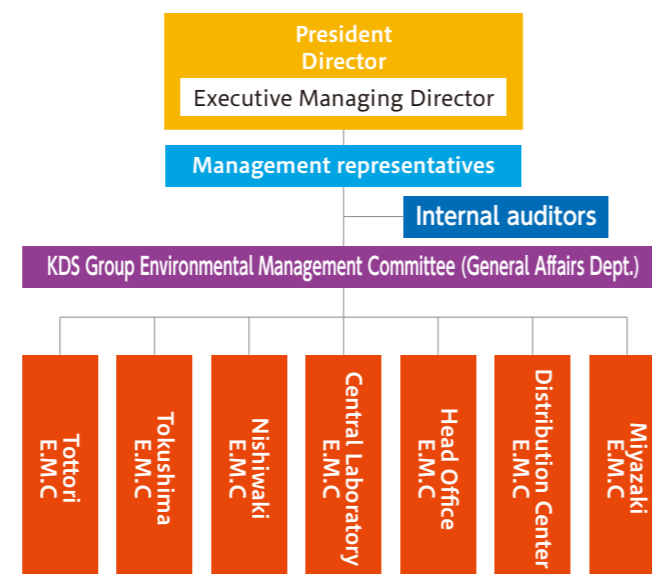 President
Director
Executive Managing Director
Management representatives
Internal auditors
KDS Group Environmental Management Committee (General Affairs Dept.)
Tottori
E.M.C
Tokushima
E.M.C
Nishiwaki
E.M.C
Central Laboratory
E.M.C
Head Office
E.M.C
Distribution Center
E.M.C
Miyazaki
E.M.C